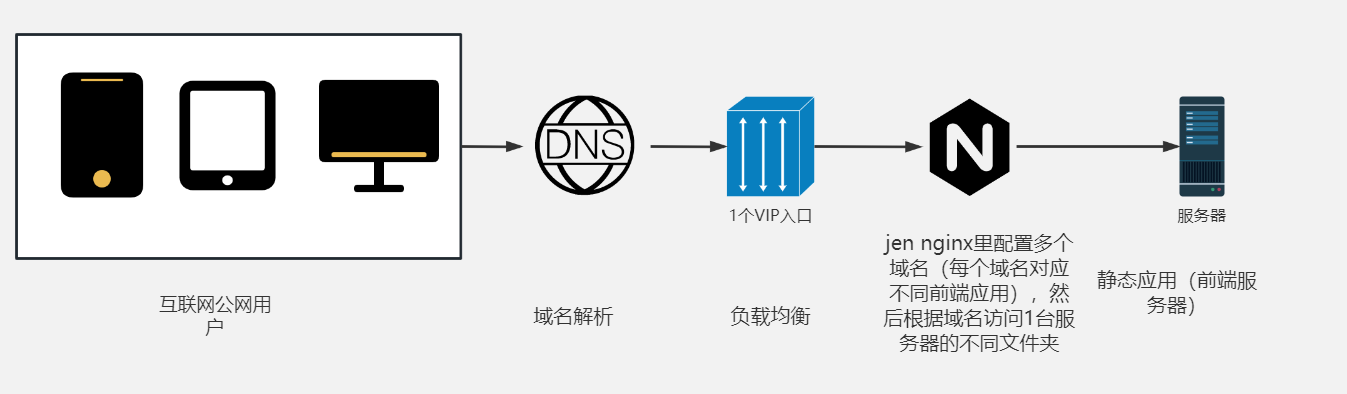 DNS
1个VIP入口
服务器
互联网公网用
户
域名解析
负载均衡
jen nginx里配置多个
域名（每个域名对应
不同前端应用），然
后根据域名访问1台服
务器的不同文件夹
静态应用（前端服
务器）